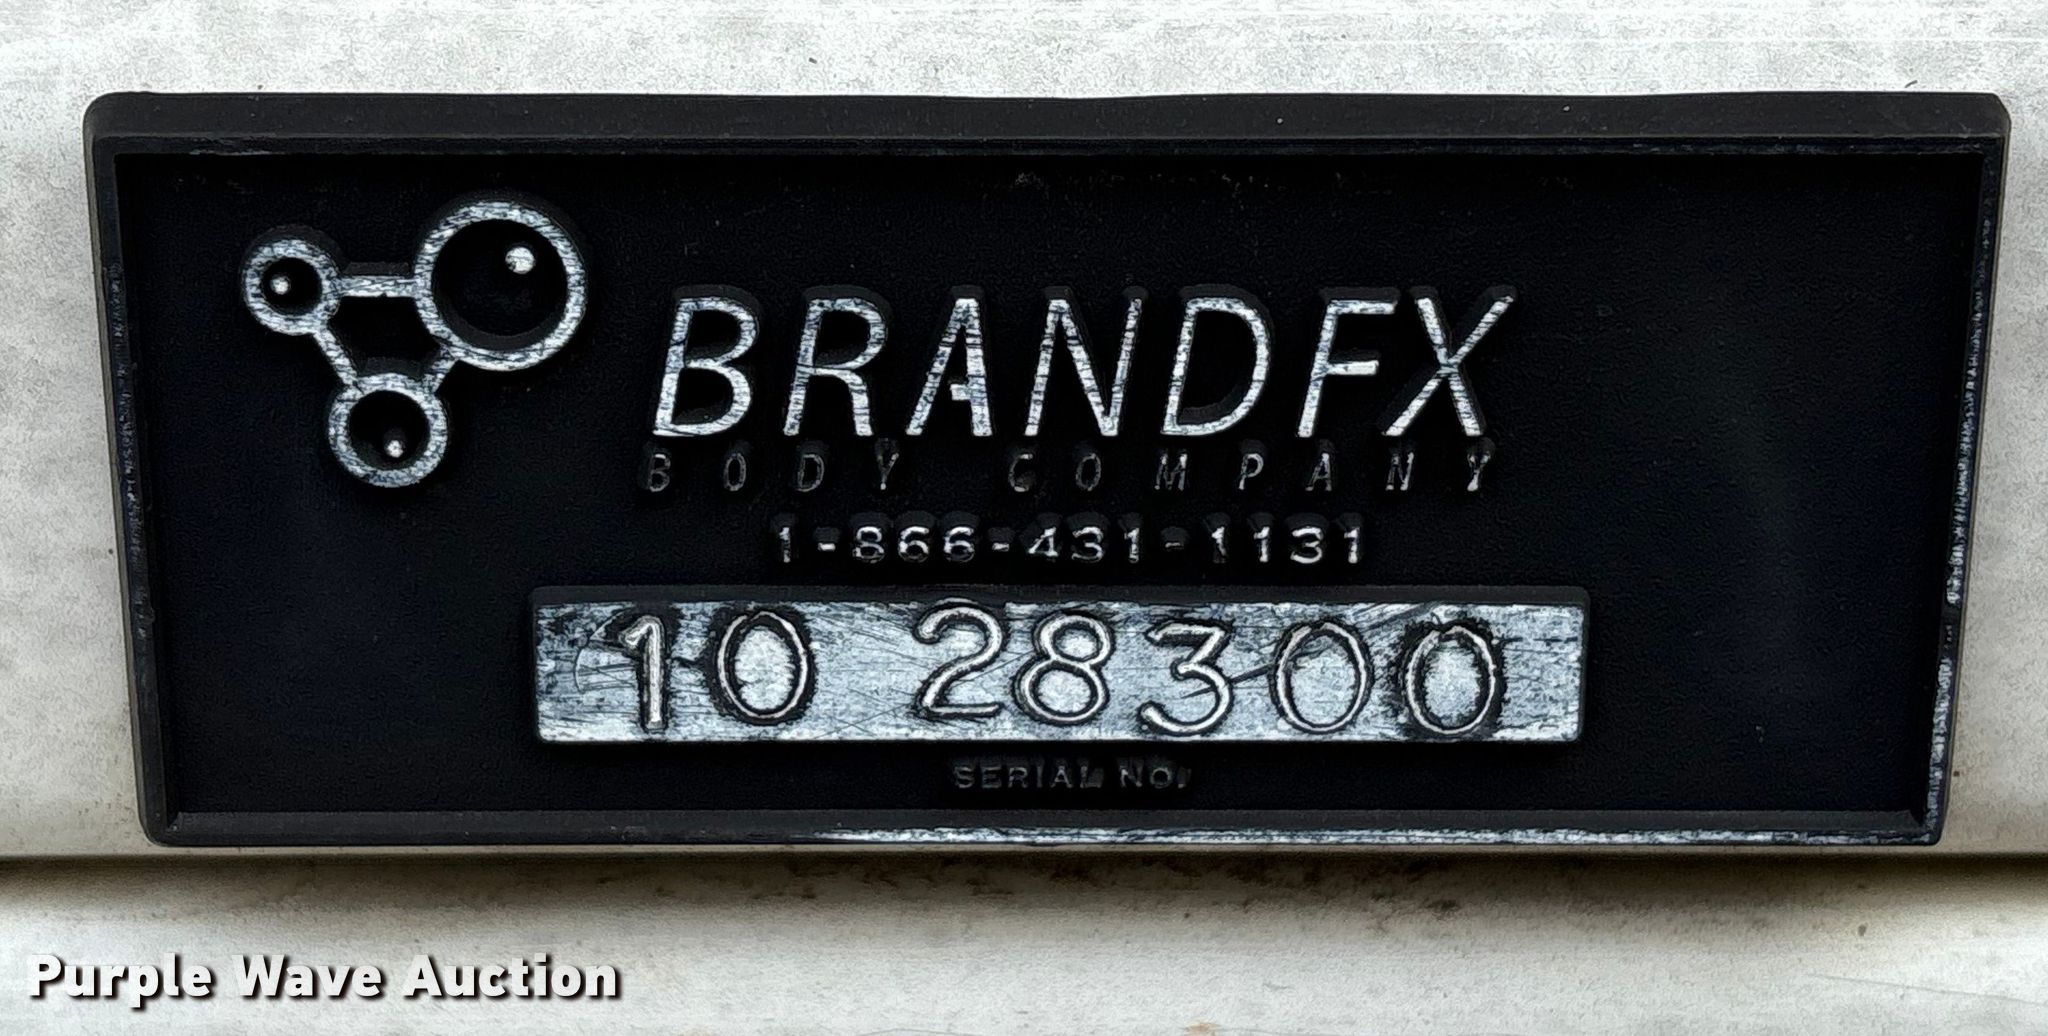 BRANDFX
BODY COMPANY
1-866-431-1131
10 28300
SERIAL NO.
Purple Wave Auction